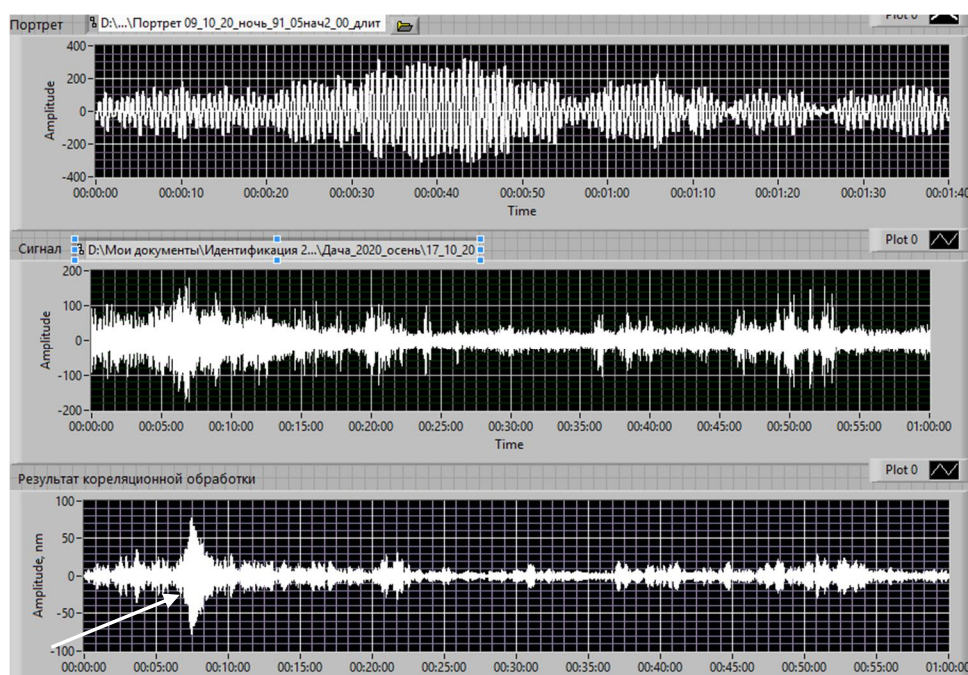 Портрет D:\...\Портрет 09_10_20_ночь_91_05нач2_00_длит
Plot 0
400
200
0
-200
-400
Amplitude
00:00:00 00:00:10 00:00:20 00:00:30 00:00:40 00:00:50 00:01:00 00:01:10 00:01:20 00:01:30 00:01:40
Time
Сигнал D:\Мои документы\Идентификация 2...\Дача_2020_осень\17_10_20
Plot 0
200
100
0
-100
-200
Amplitude
00:00:00 00:05:00 00:10:00 00:15:00 00:20:00 00:25:00 00:30:00 00:35:00 00:40:00 00:45:00 00:50:00 00:55:00 01:00:00
Time
Результат кореляционной обработки
Plot 0
100
50
0
-50
-100
Amplitude, nm
00:00:00 00:05:00 00:10:00 00:15:00 00:20:00 00:25:00 00:30:00 00:35:00 00:40:00 00:45:00 00:50:00 00:55:00 01:00:00